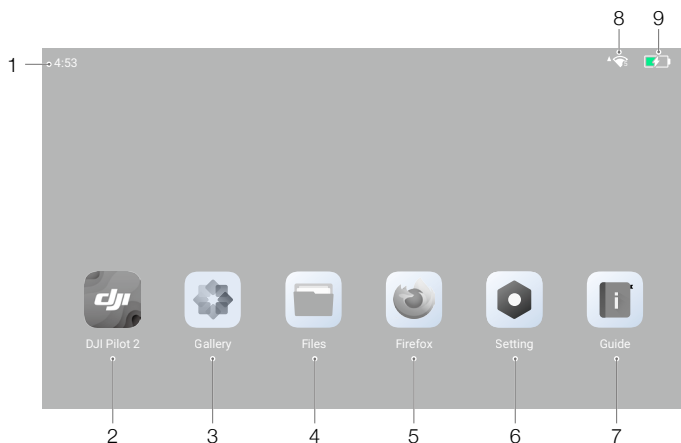 8 9
1 4:53
dji
i
DJI Pilot 2 Gallery Files Firefox Setting Guide
2 3 4 5 6 7